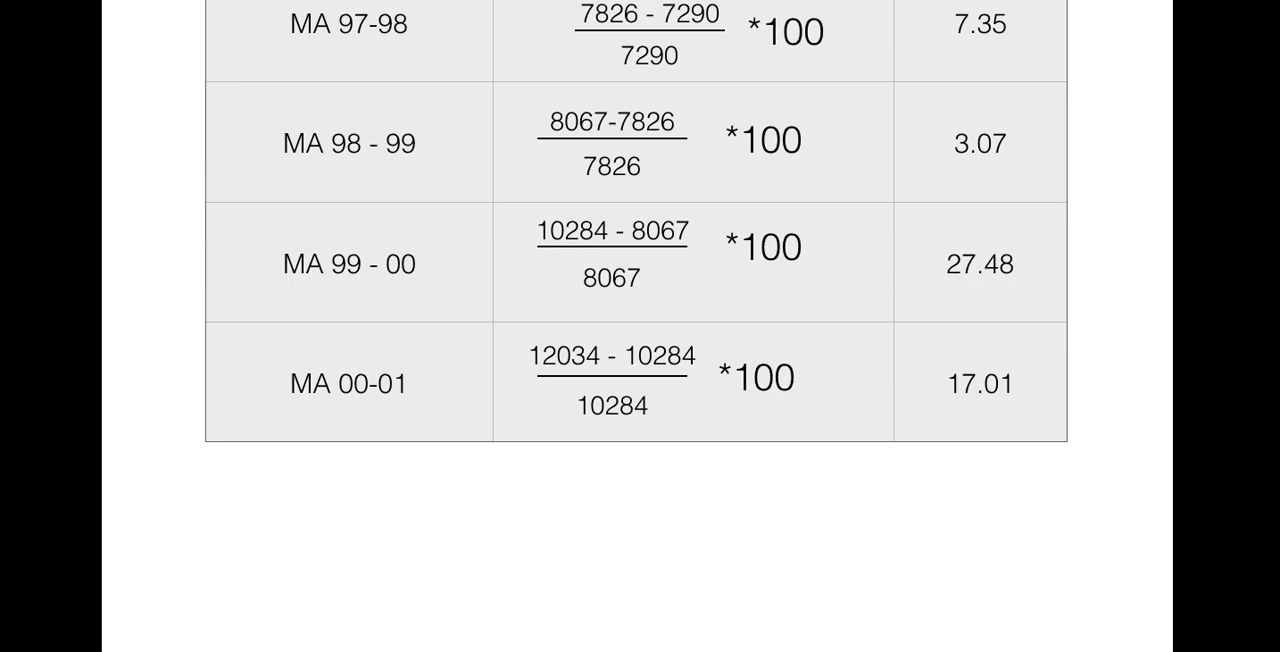 MA 97-98
7826 - 7290
7290
*100
7.35
MA 98 - 99
8067-7826
7826
*100
3.07
MA 99 - 00
10284 - 8067
8067
*100
27.48
MA 00-01
12034 - 10284
10284
*100
17.01